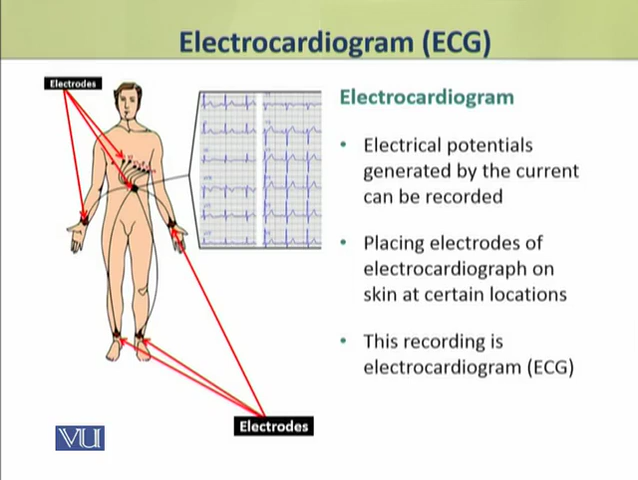 Electrocardiogram (ECG)
Electrodes
Electrocardiogram
• Electrical potentials
generated by the current
can be recorded
• Placing electrodes of
electrocardiograph on
skin at certain locations
• This recording is
electrocardiogram (ECG)
Electrodes
VU